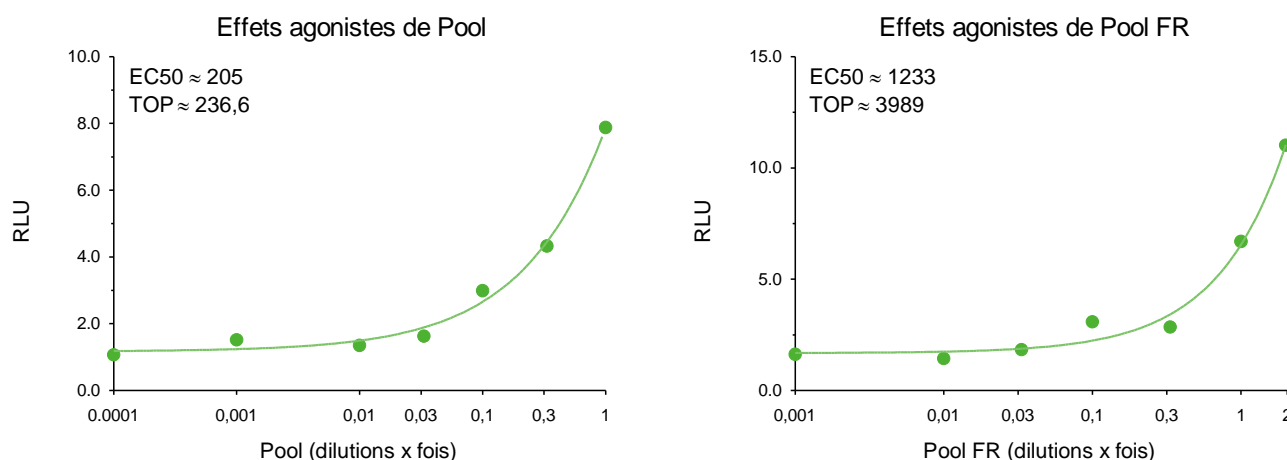 Effets agonistes de Pool
EC50 ≈ 205
TOP ≈ 236,6
10.0
8.0
6.0
4.0
2.0
0.0
RLU
0.0001 0,001 0,01 0,03 0,1 0,3 1
Pool (dilutions x fois)
Effets agonistes de Pool FR
EC50 ≈ 1233
TOP ≈ 3989
15.0
10.0
5.0
0.0
RLU
0,001 0,01 0,03 0,1 0,3 1 2
Pool FR (dilutions x fois)